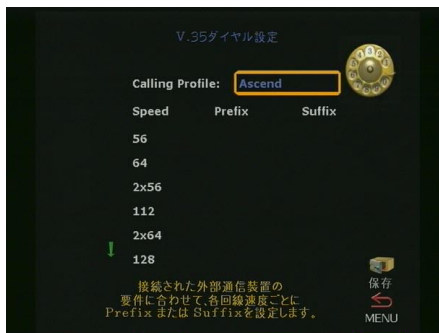 V.35ダイヤル設定
Calling Profile: Ascend
Speed Prefix Suffix
56
64
2x56
112
2x64
128
接続された外部通信装置の
要件に合わせて、各回線速度ごとに
Prefix または Suffixを設定します。
保存
MENU